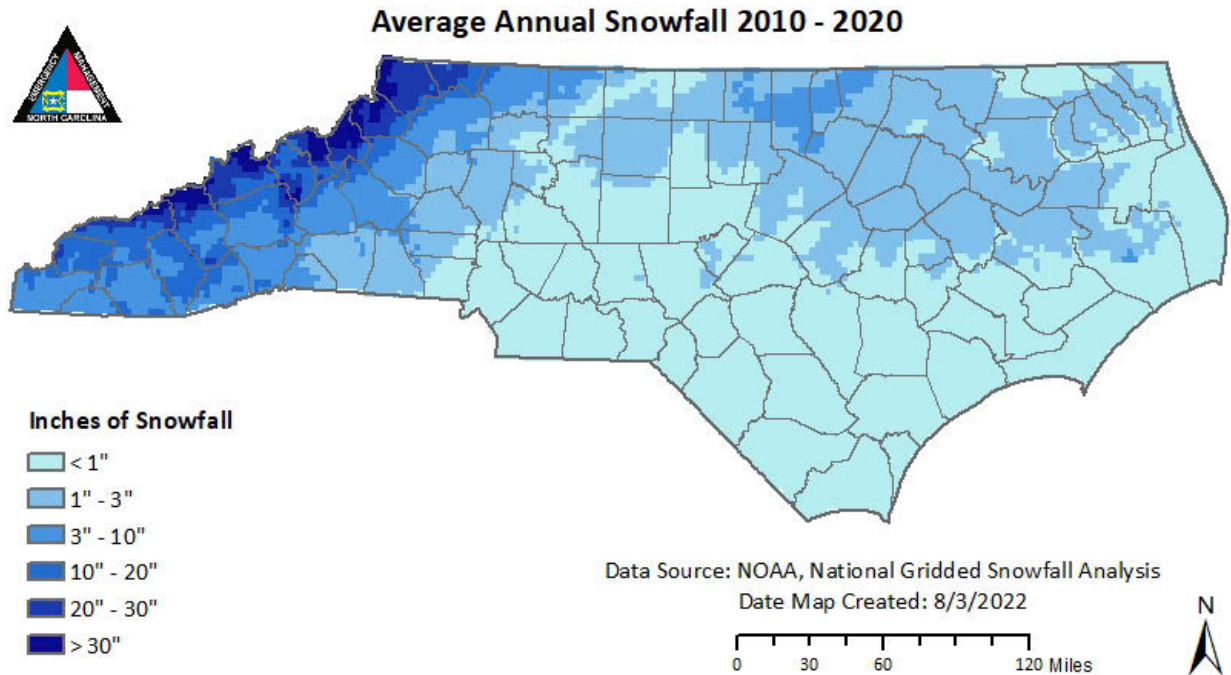 Average Annual Snowfall 2010 - 2020
EMERGENCY
MANAGEMENT
NORTH CAROLINA
Inches of Snowfall
< 1"
1" - 3"
3" - 10"
10" - 20"
20" - 30"
> 30"
Data Source: NOAA, National Gridded Snowfall Analysis
Date Map Created: 8/3/2022
0 30 60 120 Miles
N